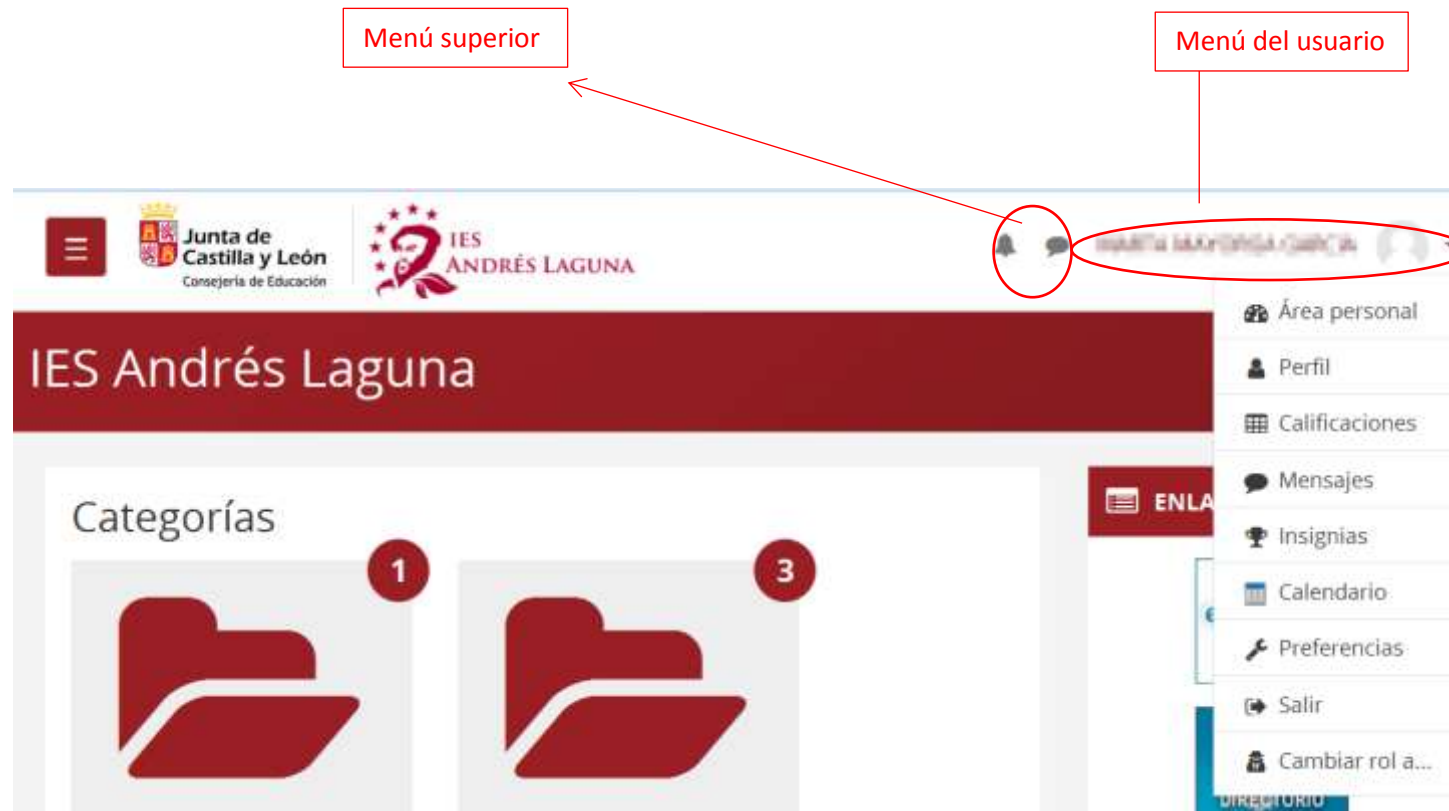 Menú superior
Menú del usuario
Junta de
Castilla y León
Consejería de Educación
IES
ANDRÉS LAGUNA
IES Andrés Laguna
Área personal
Perfil
Calificaciones
Mensajes
Insignias
Calendario
Preferencias
Salir
Cambiar rol a...
Categorías
1
3
ENLA
DIRECTORIO